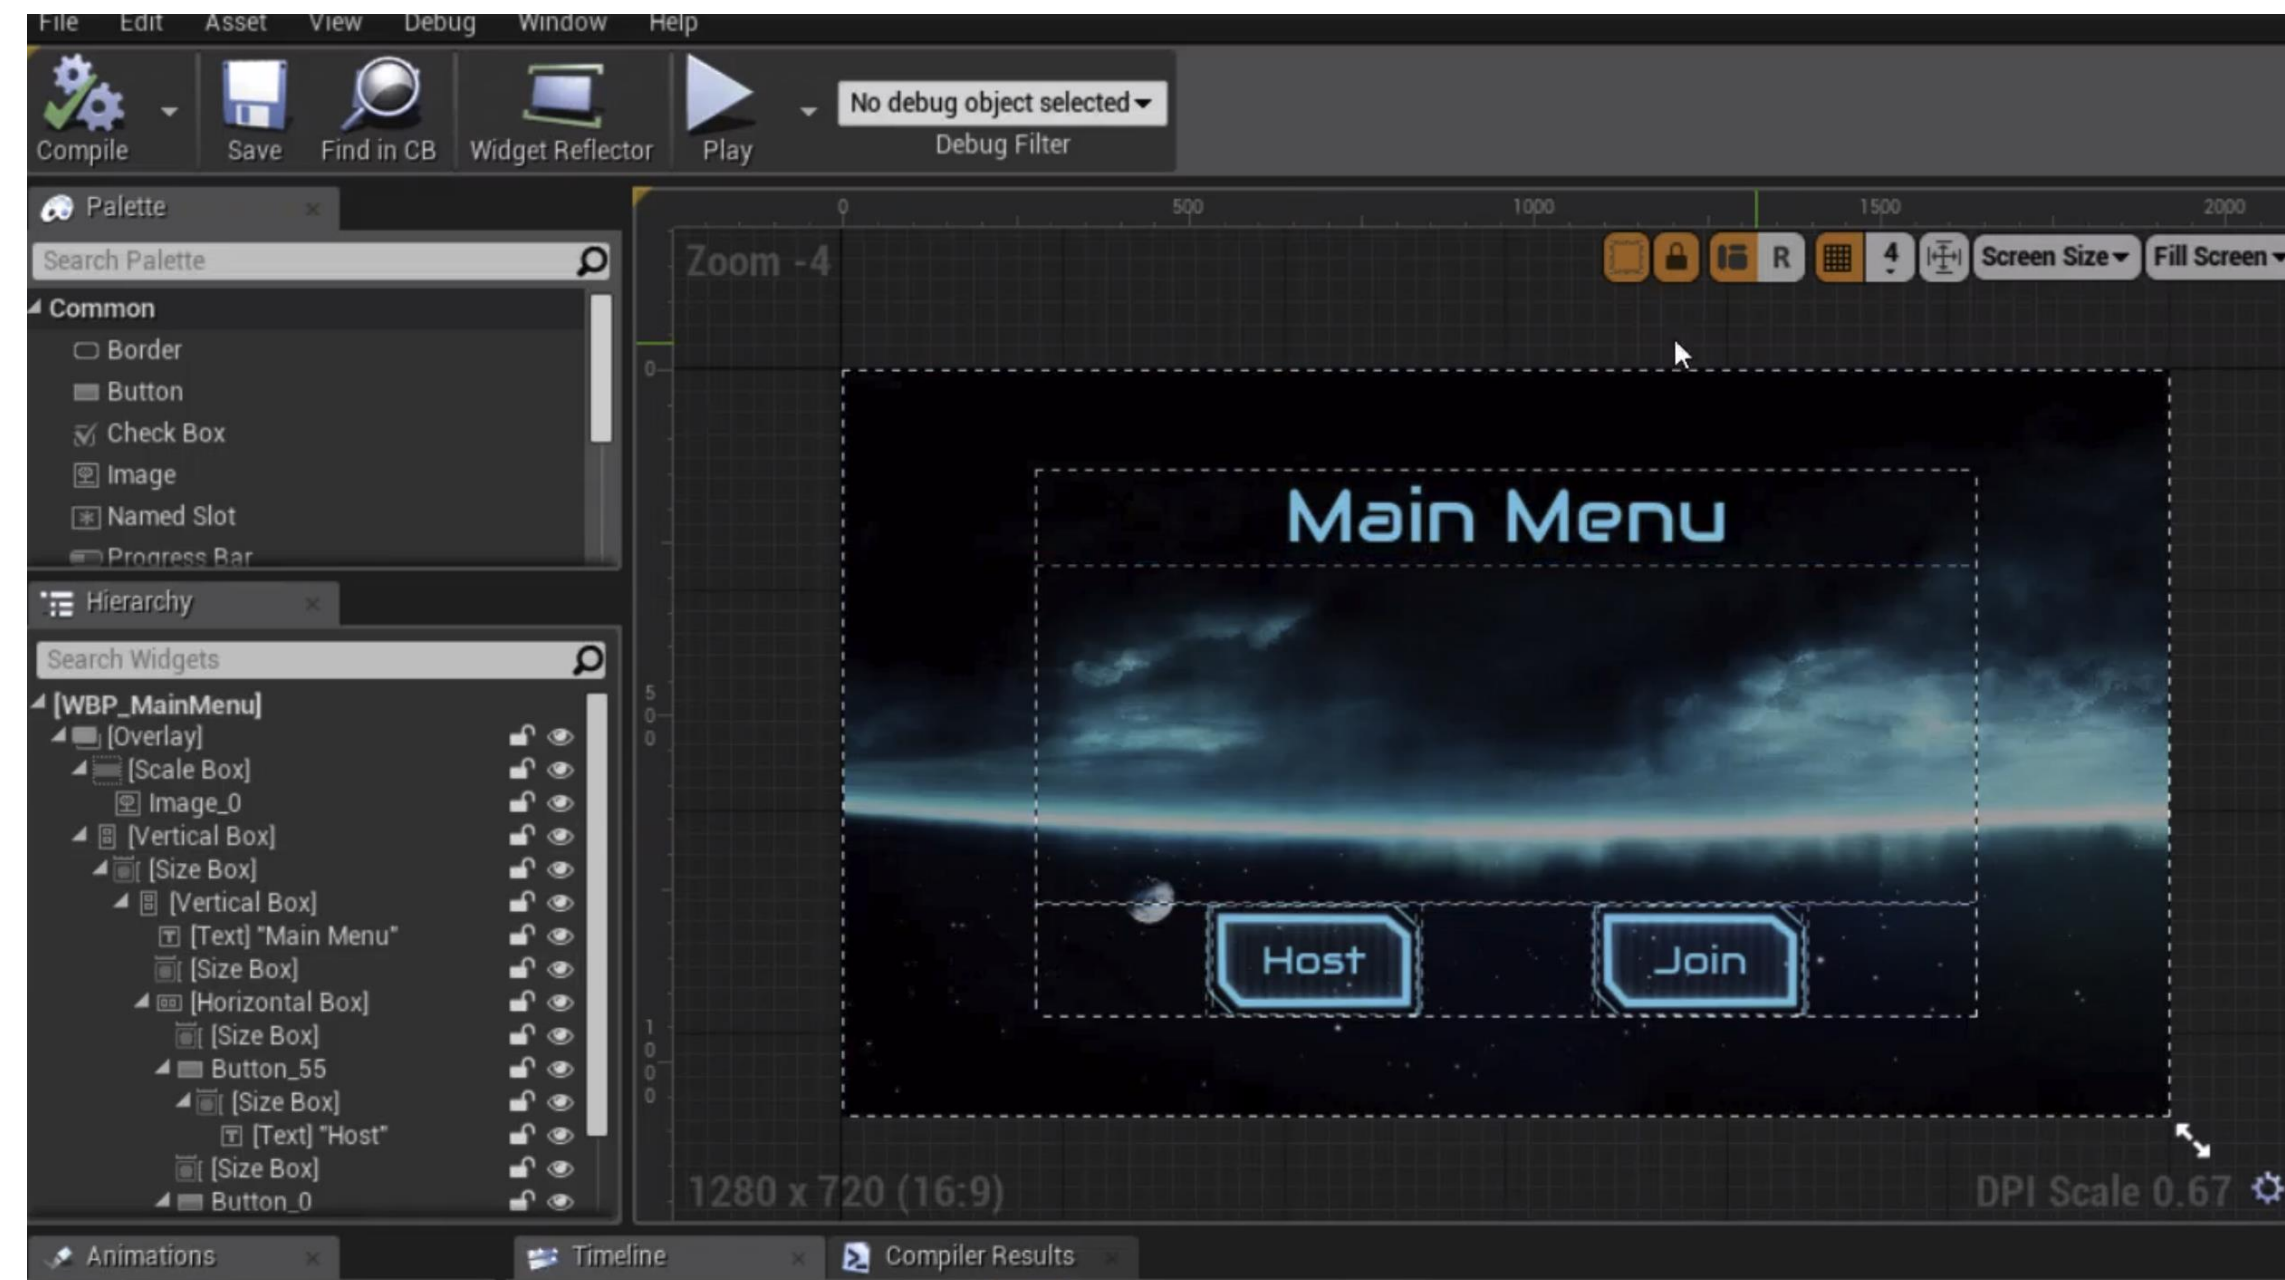 File Edit Asset View Debug Window Help
Compile Save Find in CB Widget Reflector Play
No debug object selected
Debug Filter
Palette
Search Palette
Common
Border
Button
Check Box
Image
Named Slot
Progress Bar
Hierarchy
Search Widgets
[WBP_MainMenu]
[Overlay]
[Scale Box]
Image_0
[Vertical Box]
[Size Box]
[Vertical Box]
[Text] "Main Menu"
[Size Box]
[Horizontal Box]
[Size Box]
Button_55
[Size Box]
[Text] "Host"
[Size Box]
Button_0
0 500 1000 1500 2000
Zoom -4
R 4 Screen Size Fill Screen
0
500
1000
Main Menu
Host Join
1280 x 720 (16:9)
DPI Scale 0.67
Animations Timeline Compiler Results